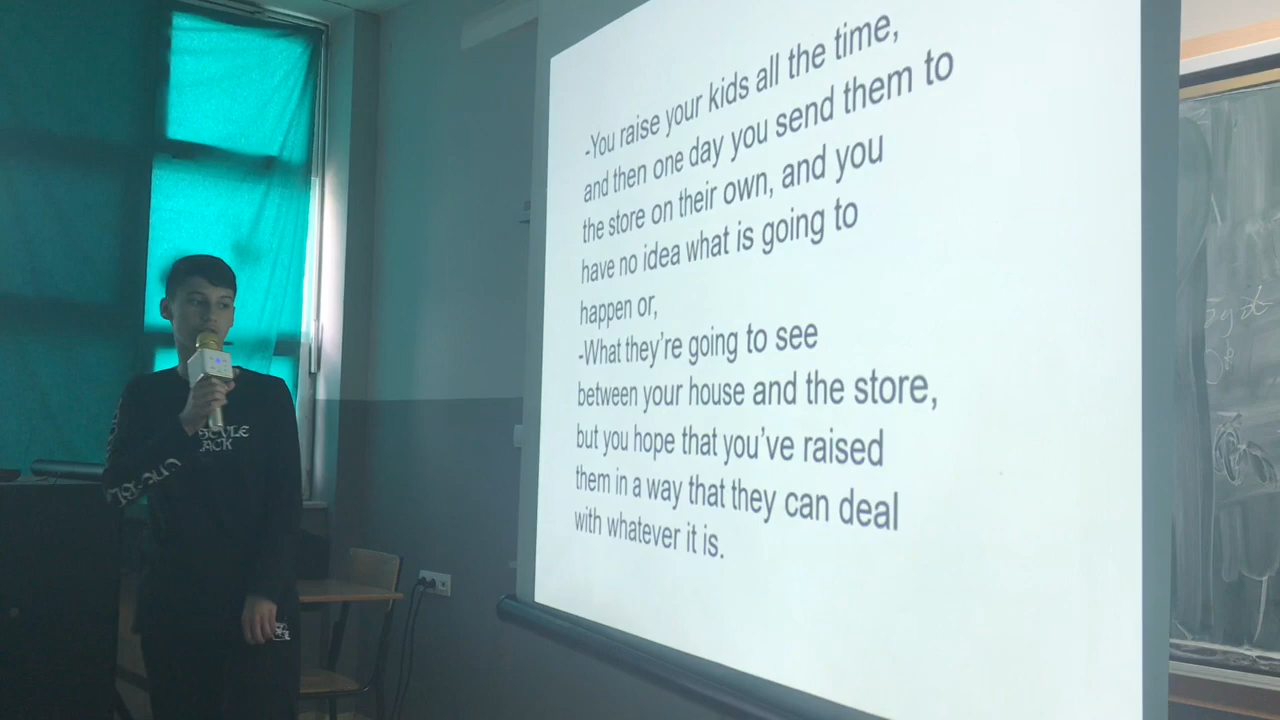 -You raise your kids all the time,
and then one day you send them to
the store on their own, and you
have no idea what is going to
happen or,
-What they're going to see
between your house and the store,
but you hope that you've raised
them in a way that they can deal
with whatever it is.